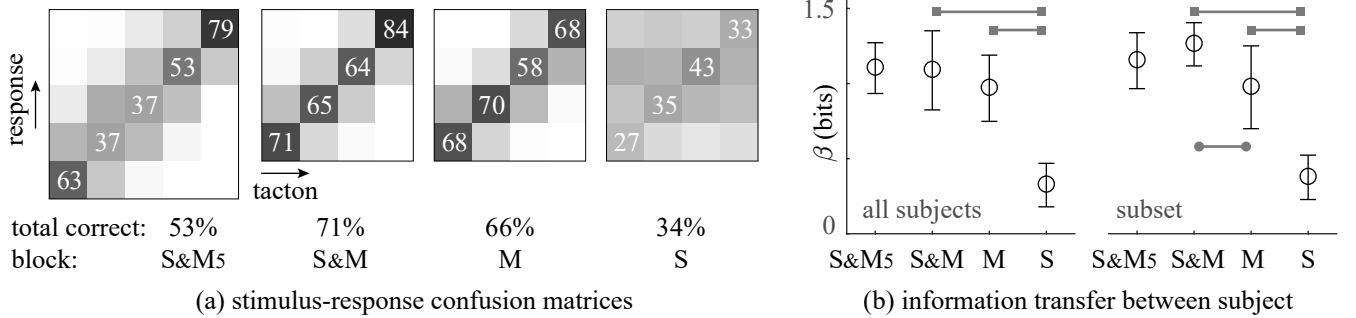 response
79
53
37
37
63
84
64
65
71
tacton
68
58
70
68
33
43
35
27
total correct: 53% 71% 66% 34%
block: S&M5 S&M M S
(a) stimulus-response confusion matrices
1.5
β (bits)
0
all subjects
subset
S&M5 S&M M S S&M5 S&M M S
(b) information transfer between subject